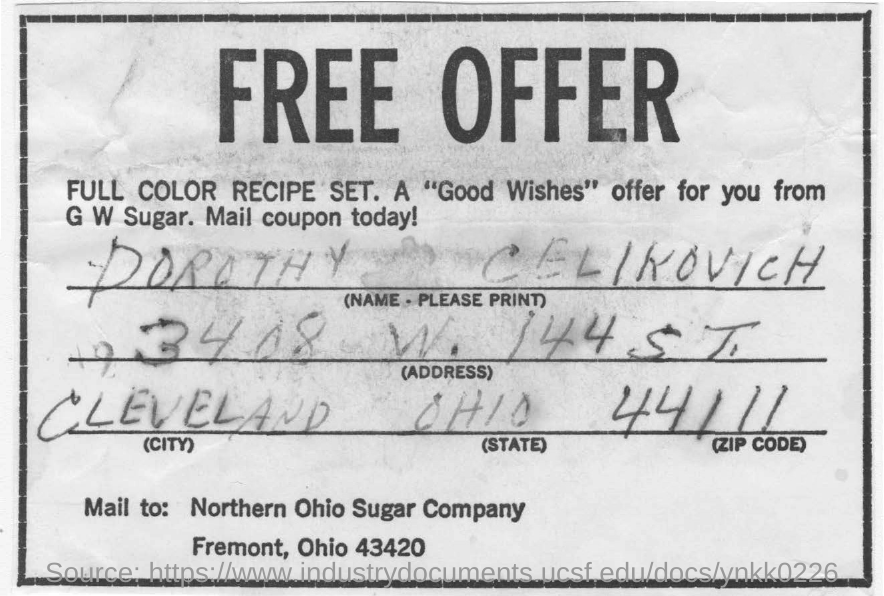 FREE OFFER
FULL COLOR RECIPE SET. A "Good Wishes" offer for you from
G W Sugar. Mail coupon today!
DOROTHY CELIKOVICH
(NAME - PLEASE PRINT)
3408 W. 144 ST.
(ADDRESS)
CLEVELAND OHIO 44111
(CITY) (STATE) (ZIP CODE)
Mail to: Northern Ohio Sugar Company
Fremont, Ohio 43420
Source: https://www.industrydocuments.ucsf.edu/docs/ynkk0226